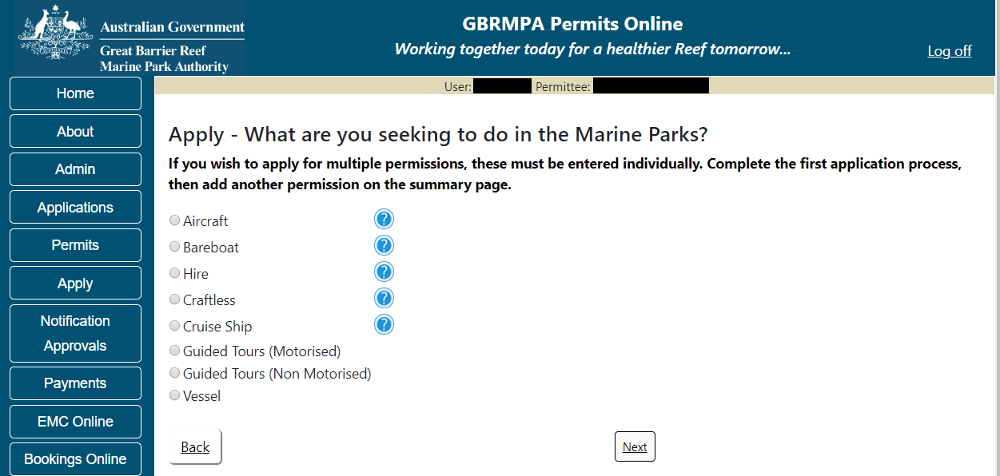 Australian Government
Great Barrier Reef
Marine Park Authority
GBRMPA Permits Online
Working together today for a healthier Reef tomorrow...
Log off
Home
About
Admin
Applications
Permits
Apply
Notification
Approvals
Payments
EMC Online
Bookings Online
User: Permittee:
Apply - What are you seeking to do in the Marine Parks?
If you wish to apply for multiple permissions, these must be entered individually. Complete the first application process,
then add another permission on the summary page.
Aircraft ?
Bareboat ?
Hire ?
Craftless ?
Cruise Ship ?
Guided Tours (Motorised)
Guided Tours (Non Motorised)
Vessel
Back
Next